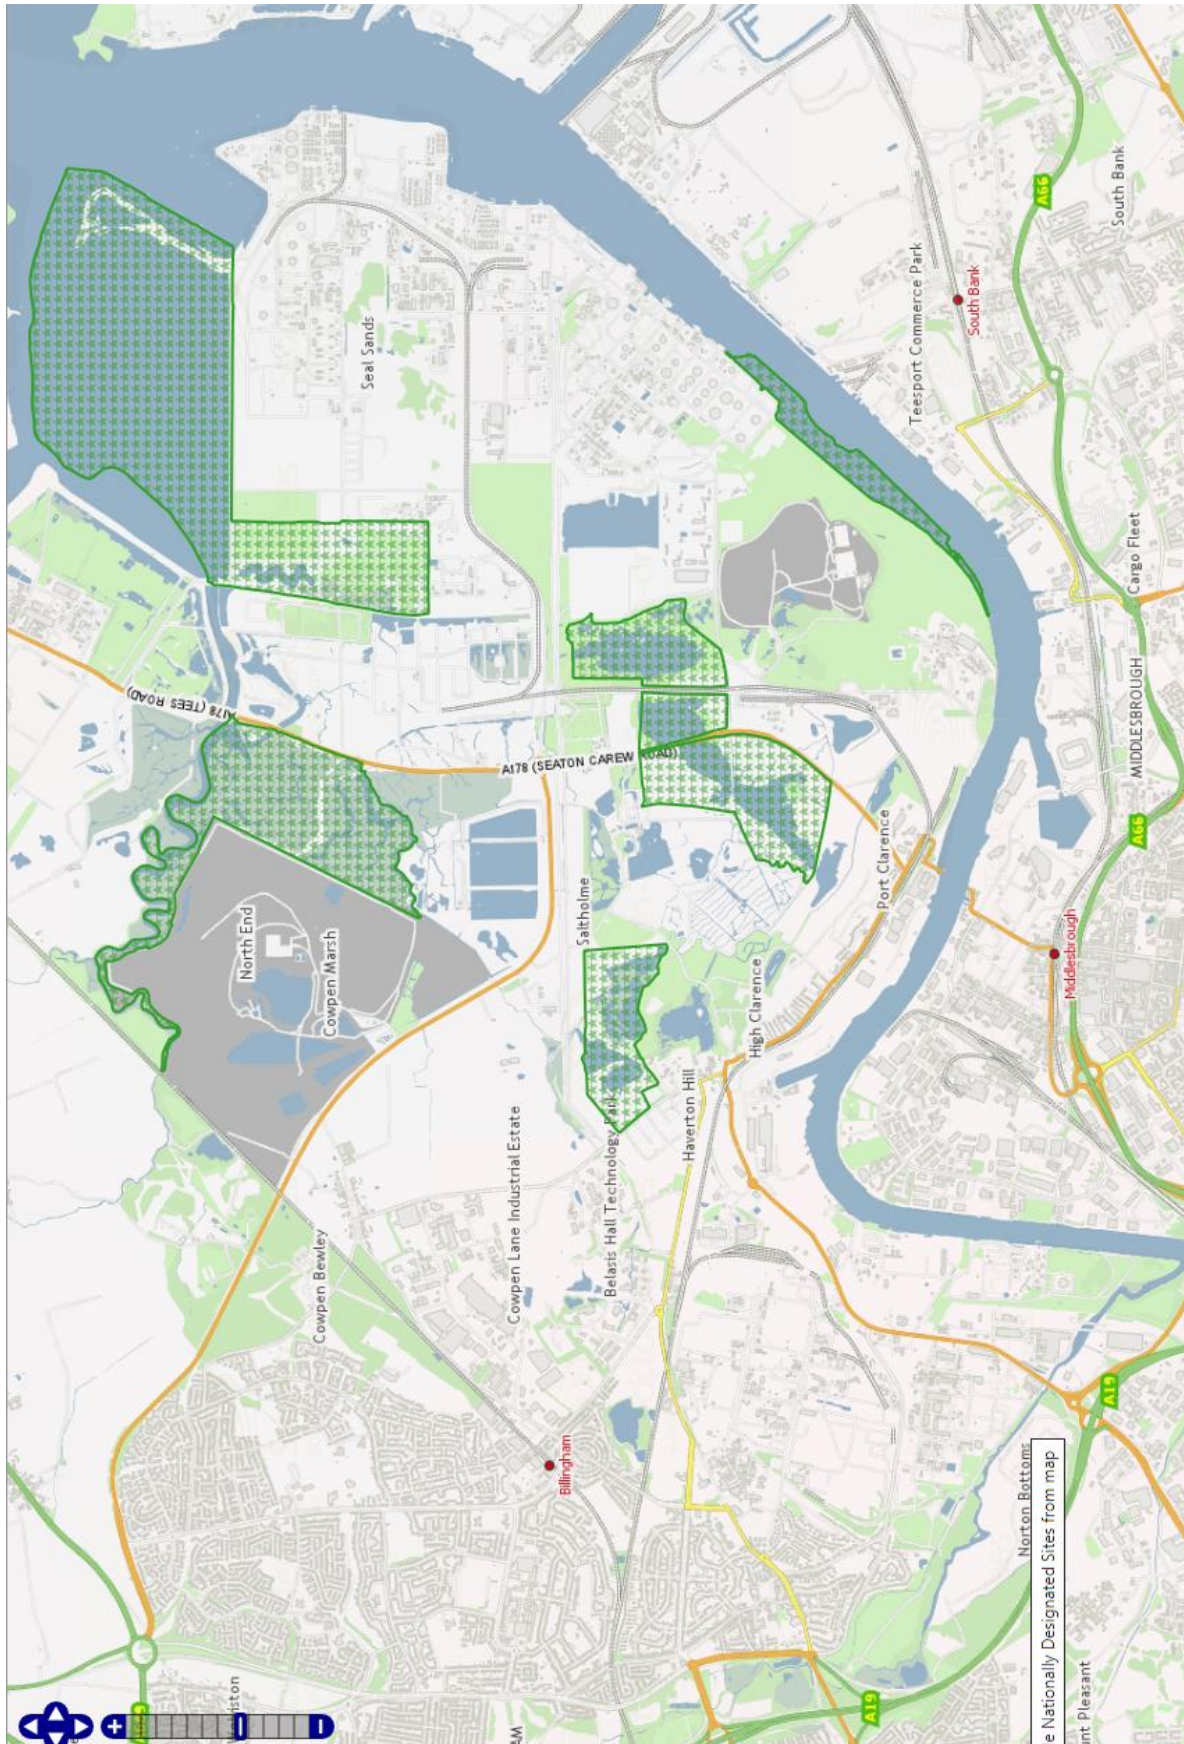 A178 (TEES ROAD)
Seal Sands
South Bank
A66
Teesport Commerce Park
South Bank
North End
Cowpen Marsh
A178 (SEATON CAREW
Saltholme
Port Clarence
Cargo Fleet
MIDDLESBROUGH
A66
High Clarence
Middlesbrough
Haverton Hill
Cowpen Bewley
Cowpen Lane Industrial Estate
Belasis Hall Technology Park
Billingham
A19
Norton Bottoms
e Nationally Designated Sites from map
A19
nt Pleasant